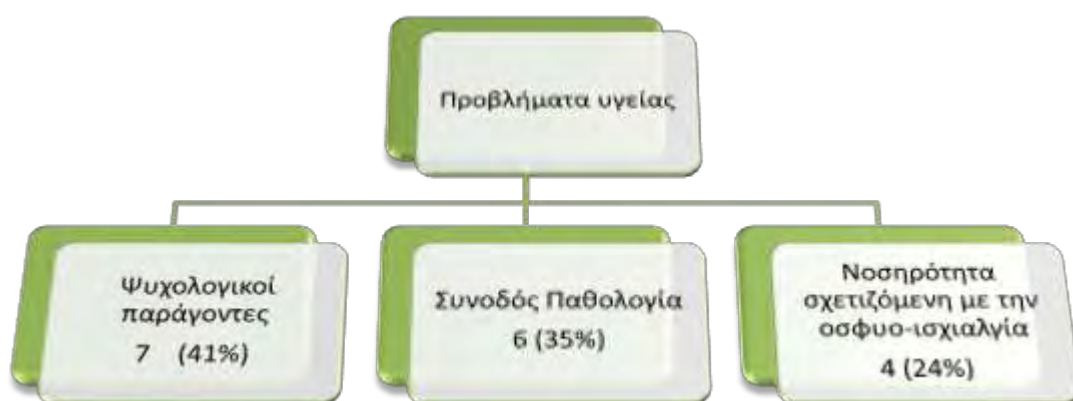 Προβλήματα υγείας
Ψυχολογικοί
παράγοντες
7 (41%)
Συνοδός Παθολογία
6 (35%)
Νοσηρότητα
σχετιζόμενη με την
οσφυο-ισχιαλγία
4 (24%)